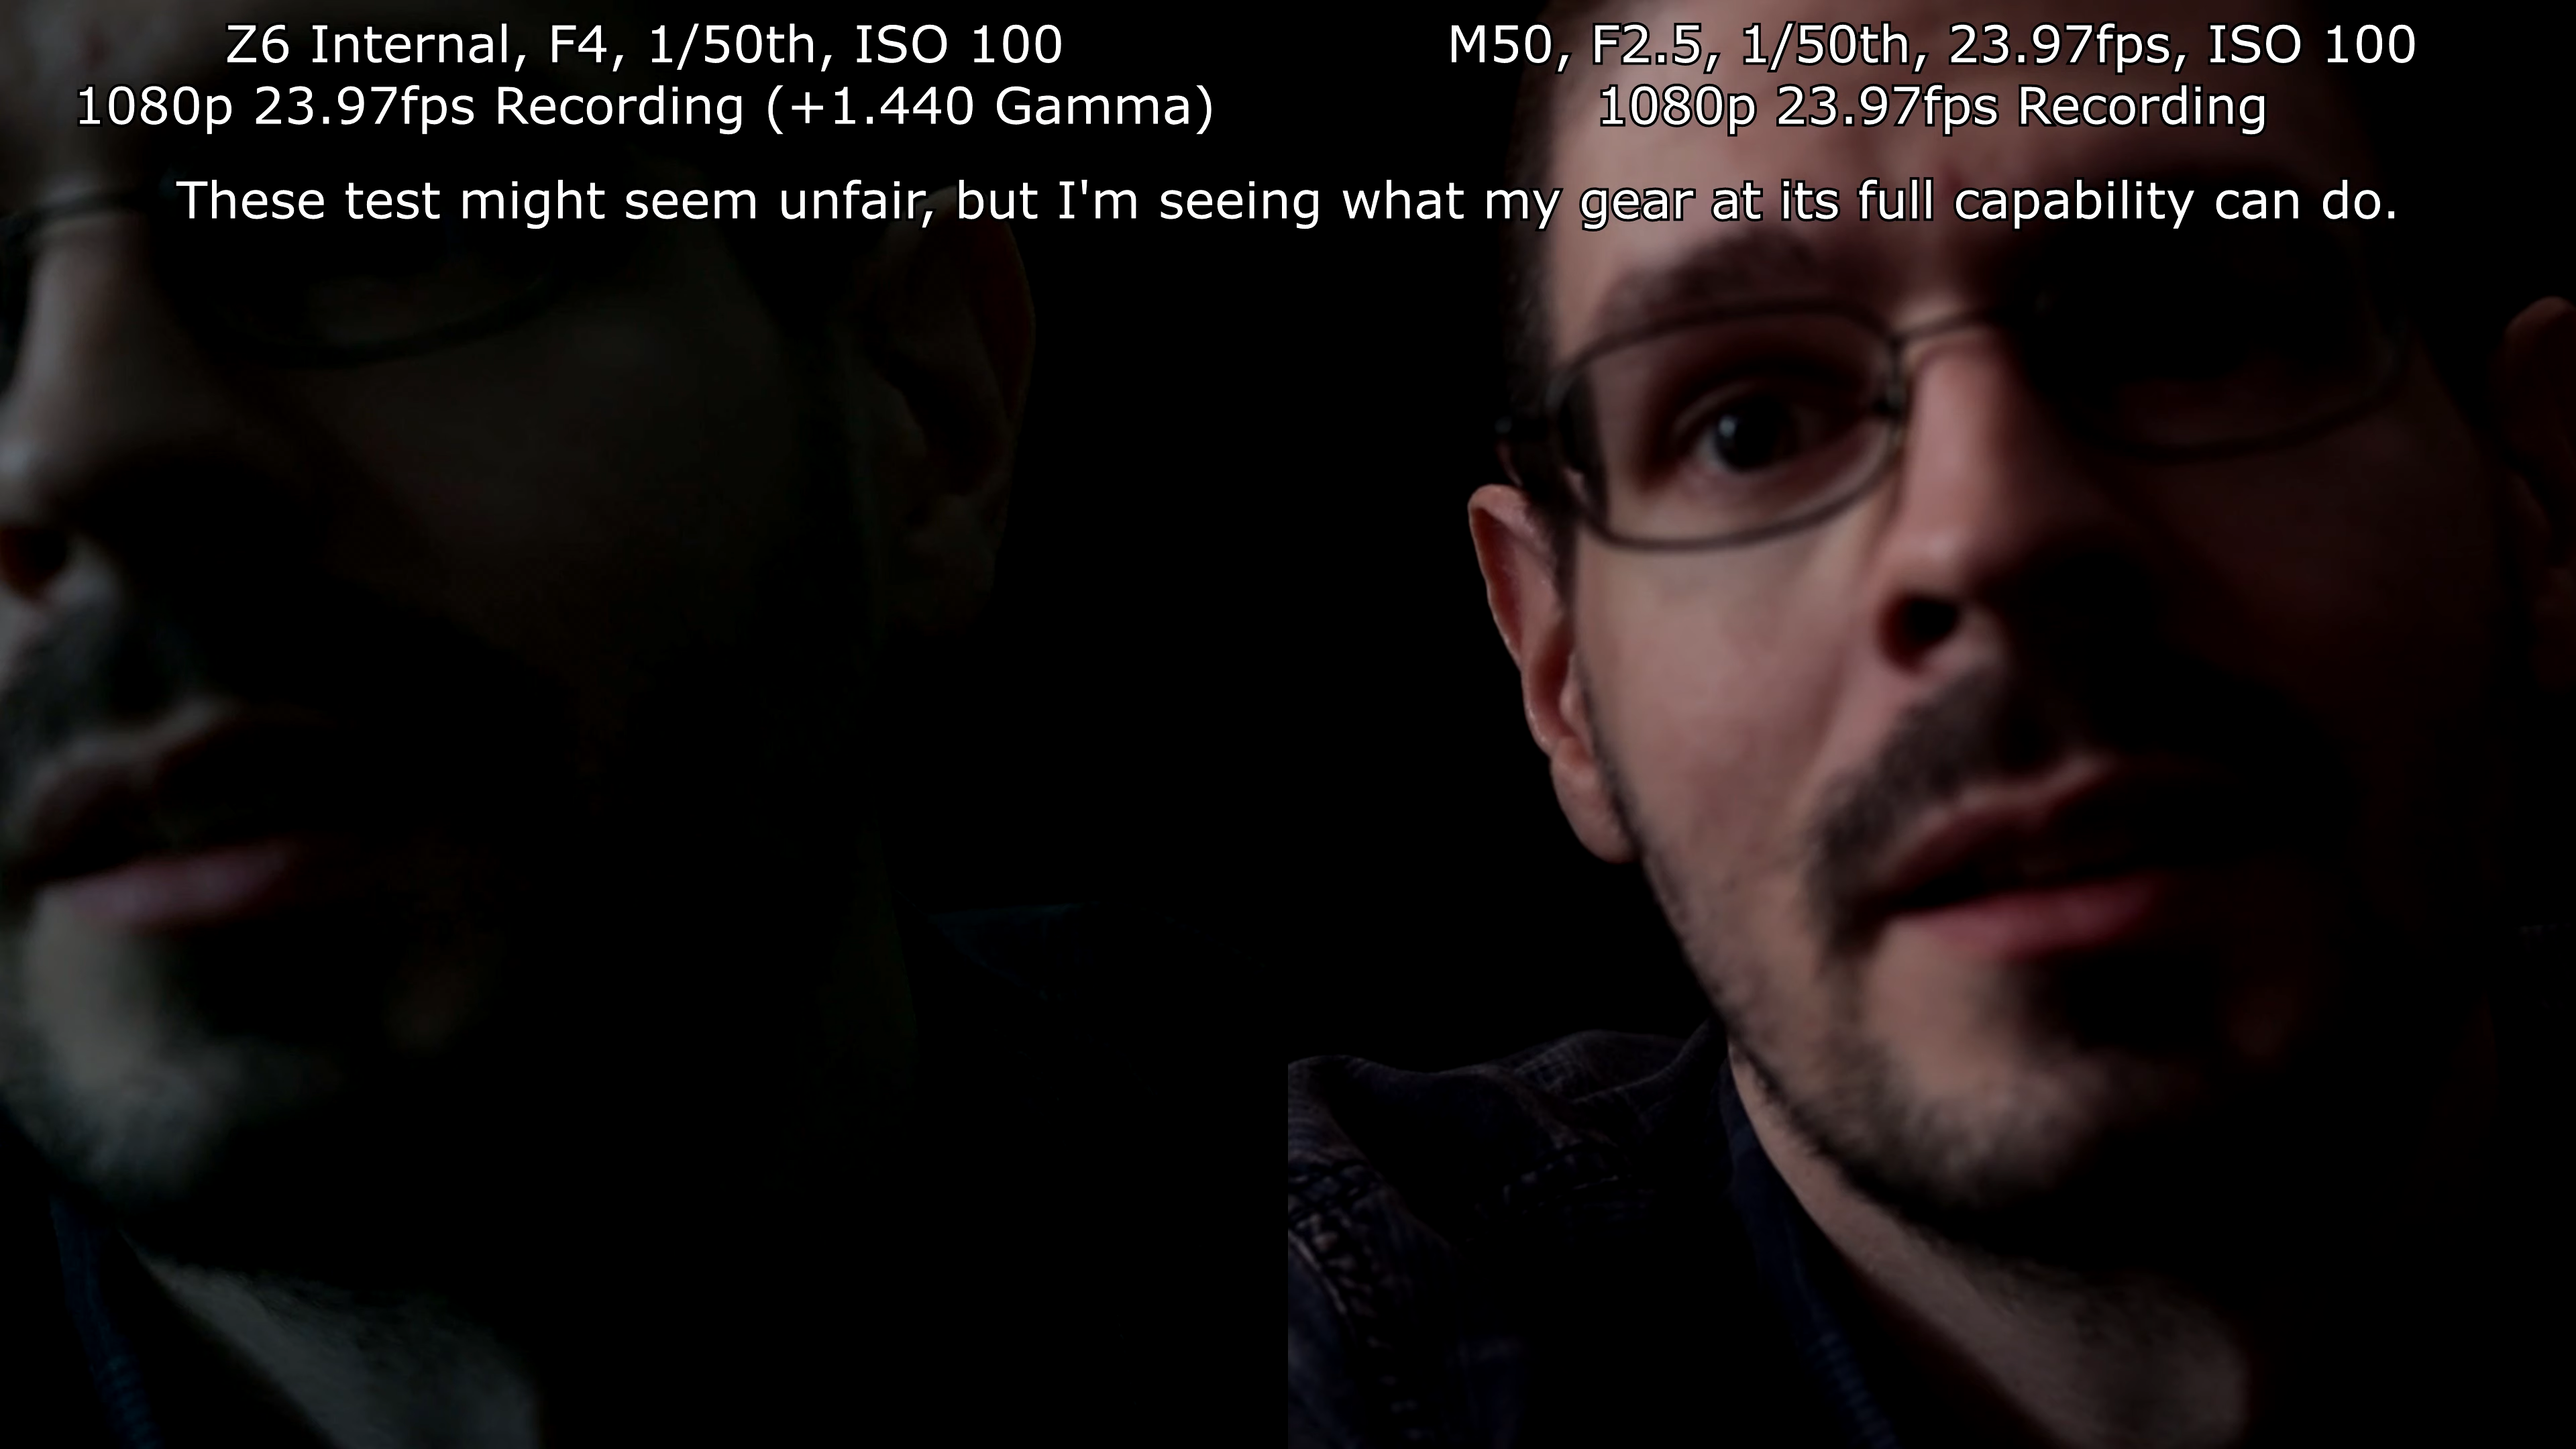 Z6 Internal, F4, 1/50th, ISO 100
1080p 23.97fps Recording (+1.440 Gamma)
M50, F2.5, 1/50th, 23.97fps, ISO 100
1080p 23.97fps Recording
These test might seem unfair, but I'm seeing what my gear at its full capability can do.